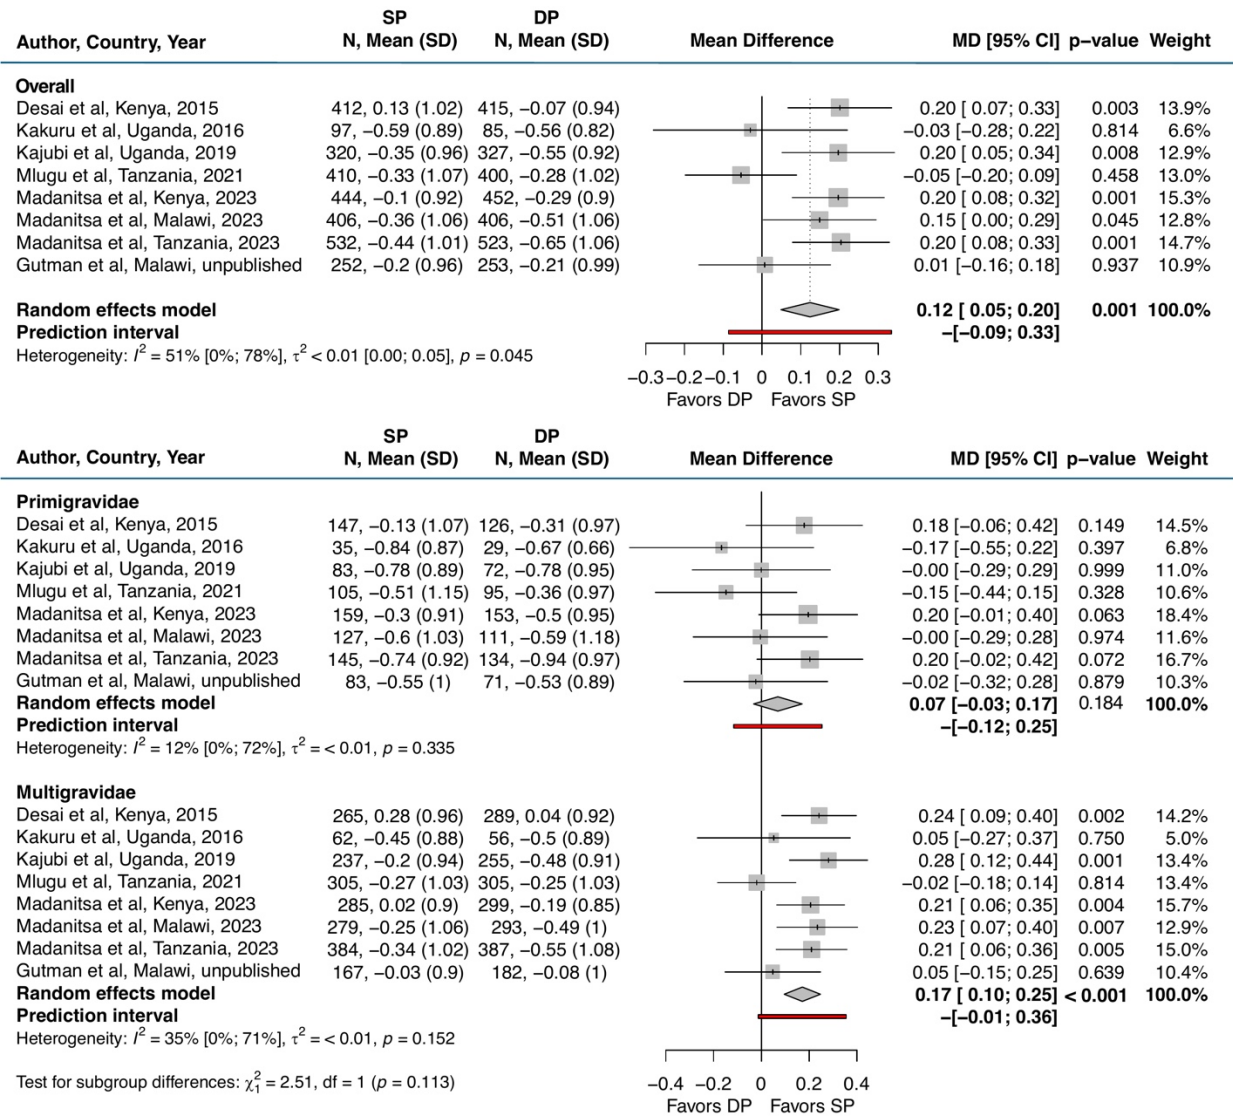 SP DP
Author, Country, Year N, Mean (SD) N, Mean (SD) Mean Difference MD [95% CI] p−value Weight
Overall
Desai et al, Kenya, 2015 412, 0.13 (1.02) 415, −0.07 (0.94) 0.20 [ 0.07; 0.33] 0.003 13.9%
Kakuru et al, Uganda, 2016 97, −0.59 (0.89) 85, −0.56 (0.82) −0.03 [−0.28; 0.22] 0.814 6.6%
Kajubi et al, Uganda, 2019 320, −0.35 (0.96) 327, −0.55 (0.92) 0.20 [ 0.05; 0.34] 0.008 12.9%
Mlugu et al, Tanzania, 2021 410, −0.33 (1.07) 400, −0.28 (1.02) −0.05 [−0.20; 0.09] 0.458 13.0%
Madanitsa et al, Kenya, 2023 444, −0.1 (0.92) 452, −0.29 (0.9) 0.20 [ 0.08; 0.32] 0.001 15.3%
Madanitsa et al, Malawi, 2023 406, −0.36 (1.06) 406, −0.51 (1.06) 0.15 [ 0.00; 0.29] 0.045 12.8%
Madanitsa et al, Tanzania, 2023 532, −0.44 (1.01) 523, −0.65 (1.06) 0.20 [ 0.08; 0.33] 0.001 14.7%
Gutman et al, Malawi, unpublished 252, −0.2 (0.96) 253, −0.21 (0.99) 0.01 [−0.16; 0.18] 0.937 10.9%
Random effects model 0.12 [ 0.05; 0.20] 0.001 100.0%
Prediction interval −[−0.09; 0.33]
Heterogeneity: I² = 51% [0%; 78%], τ² < 0.01 [0.00; 0.05], p = 0.045
−0.3 −0.2 −0.1 0 0.1 0.2 0.3
Favors DP Favors SP
SP DP
Author, Country, Year N, Mean (SD) N, Mean (SD) Mean Difference MD [95% CI] p−value Weight
Primigravidae
Desai et al, Kenya, 2015 147, −0.13 (1.07) 126, −0.31 (0.97) 0.18 [−0.06; 0.42] 0.149 14.5%
Kakuru et al, Uganda, 2016 35, −0.84 (0.87) 29, −0.67 (0.66) −0.17 [−0.55; 0.22] 0.397 6.8%
Kajubi et al, Uganda, 2019 83, −0.78 (0.89) 72, −0.78 (0.95) −0.00 [−0.29; 0.29] 0.999 11.0%
Mlugu et al, Tanzania, 2021 105, −0.51 (1.15) 95, −0.36 (0.97) −0.15 [−0.44; 0.15] 0.328 10.6%
Madanitsa et al, Kenya, 2023 159, −0.3 (0.91) 153, −0.5 (0.95) 0.20 [−0.01; 0.40] 0.063 18.4%
Madanitsa et al, Malawi, 2023 127, −0.6 (1.03) 111, −0.59 (1.18) −0.00 [−0.29; 0.28] 0.974 11.6%
Madanitsa et al, Tanzania, 2023 145, −0.74 (0.92) 134, −0.94 (0.97) 0.20 [−0.02; 0.42] 0.072 16.7%
Gutman et al, Malawi, unpublished 83, −0.55 (1) 71, −0.53 (0.89) −0.02 [−0.32; 0.28] 0.879 10.3%
Random effects model 0.07 [−0.03; 0.17] 0.184 100.0%
Prediction interval −[−0.12; 0.25]
Heterogeneity: I² = 12% [0%; 72%], τ² = < 0.01, p = 0.335
Multigravidae
Desai et al, Kenya, 2015 265, 0.28 (0.96) 289, 0.04 (0.92) 0.24 [ 0.09; 0.40] 0.002 14.2%
Kakuru et al, Uganda, 2016 62, −0.45 (0.88) 56, −0.5 (0.89) 0.05 [−0.27; 0.37] 0.750 5.0%
Kajubi et al, Uganda, 2019 237, −0.2 (0.94) 255, −0.48 (0.91) 0.28 [ 0.12; 0.44] 0.001 13.4%
Mlugu et al, Tanzania, 2021 305, −0.27 (1.03) 305, −0.25 (1.03) −0.02 [−0.18; 0.14] 0.814 13.4%
Madanitsa et al, Kenya, 2023 285, 0.02 (0.9) 299, −0.19 (0.85) 0.21 [ 0.06; 0.35] 0.004 15.7%
Madanitsa et al, Malawi, 2023 279, −0.25 (1.06) 293, −0.49 (1) 0.23 [ 0.07; 0.40] 0.007 12.9%
Madanitsa et al, Tanzania, 2023 384, −0.34 (1.02) 387, −0.55 (1.08) 0.21 [ 0.06; 0.36] 0.005 15.0%
Gutman et al, Malawi, unpublished 167, −0.03 (0.9) 182, −0.08 (1) 0.05 [−0.15; 0.25] 0.639 10.4%
Random effects model 0.17 [ 0.10; 0.25] < 0.001 100.0%
Prediction interval −[−0.01; 0.36]
Heterogeneity: I² = 35% [0%; 71%], τ² = < 0.01, p = 0.152
Test for subgroup differences: χ²₁ = 2.51, df = 1 (p = 0.113)
−0.4 −0.2 0 0.2 0.4
Favors DP Favors SP